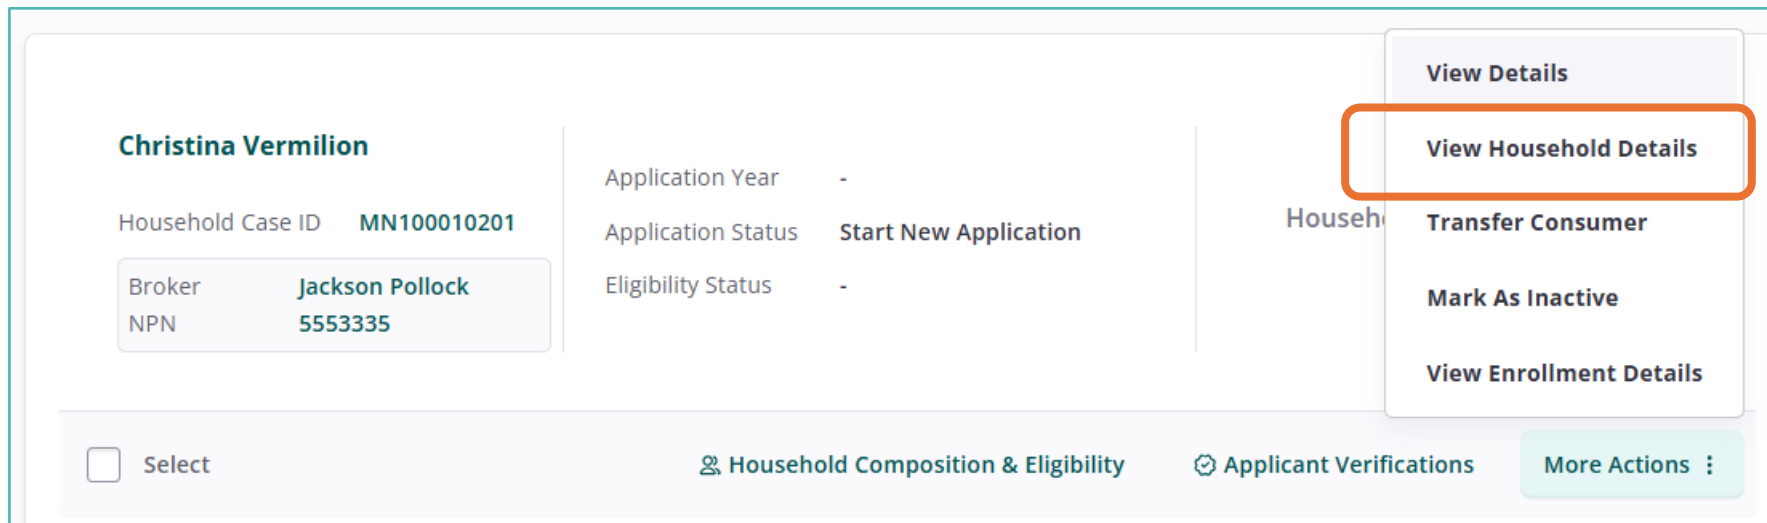 Christina Vermilion
Household Case ID MN100010201
Broker Jackson Pollock
NPN 5553335
Application Year -
Application Status Start New Application
Eligibility Status -
View Details
View Household Details
Transfer Consumer
Mark As Inactive
View Enrollment Details
Select
Household Composition & Eligibility
Applicant Verifications
More Actions